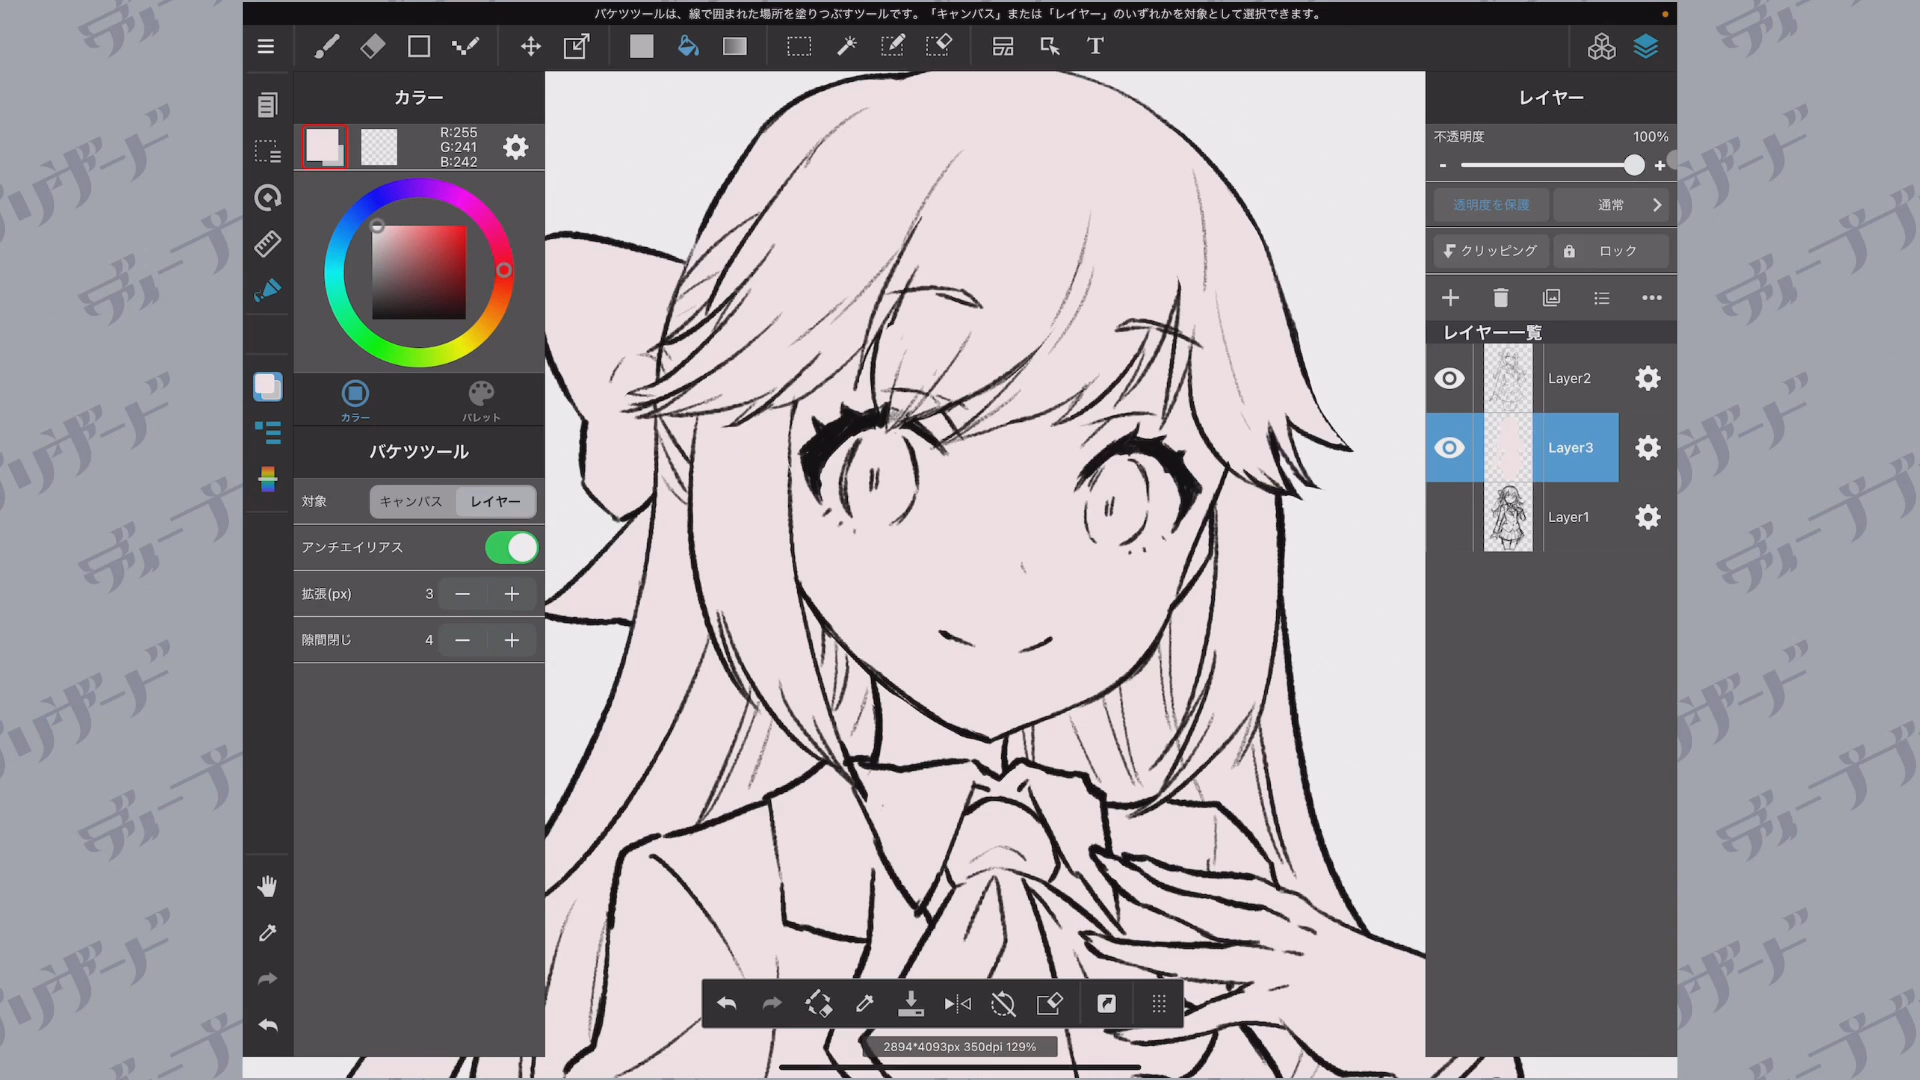 バケツツールは、線で囲まれた場所を塗りつぶすツールです。「キャンバス」または「レイヤー」のいずれかを対象として選択できます。
T
カラー
R:255
G:241
B:242
カラー
パレット
バケツツール
対象
キャンバス
レイヤー
アンチエイリアス
拡張(px)
3
隙間閉じ
4
レイヤー
不透明度
100%
透明度を保護
通常
クリッピング
ロック
レイヤー一覧
Layer2
Layer3
Layer1
2894*4093px 350dpi 129%